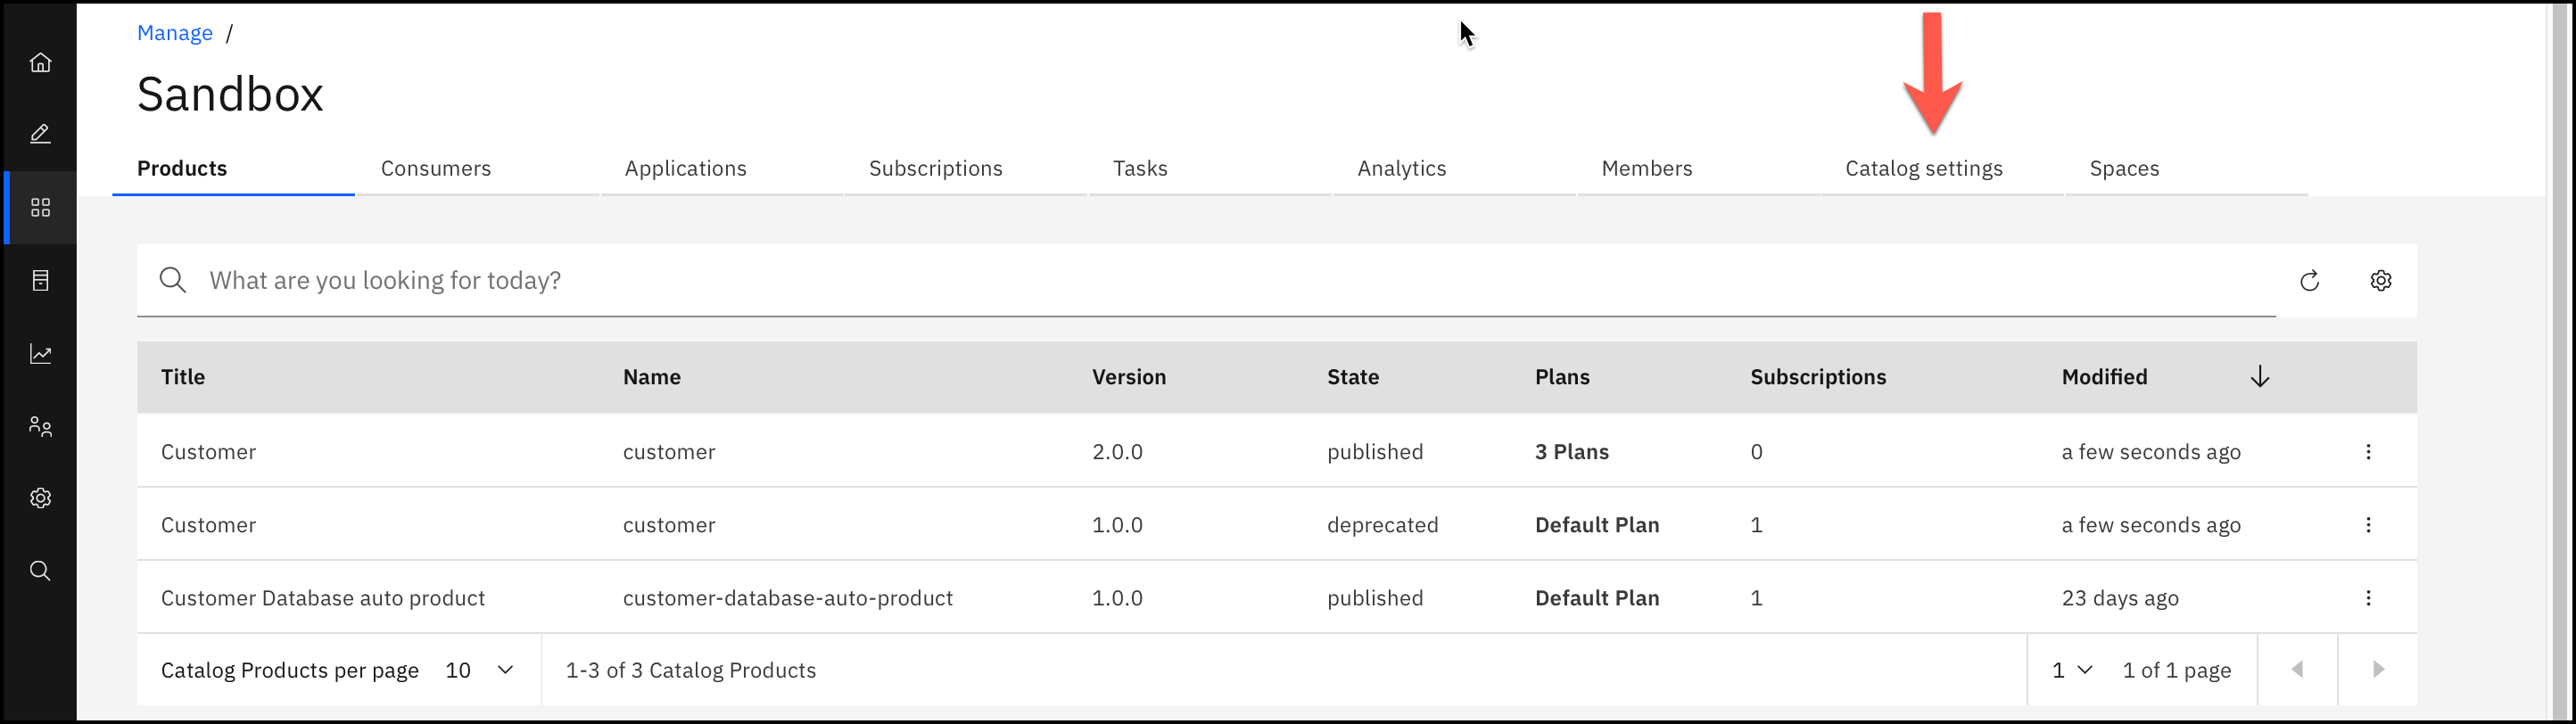 Manage /
Sandbox
Products Consumers Applications Subscriptions Tasks Analytics Members Catalog settings Spaces
What are you looking for today?
Title Name Version State Plans Subscriptions Modified
Customer customer 2.0.0 published 3 Plans 0 a few seconds ago
Customer customer 1.0.0 deprecated Default Plan 1 a few seconds ago
Customer Database auto product customer-database-auto-product 1.0.0 published Default Plan 1 23 days ago
Catalog Products per page 10 1-3 of 3 Catalog Products 1 1 of 1 page